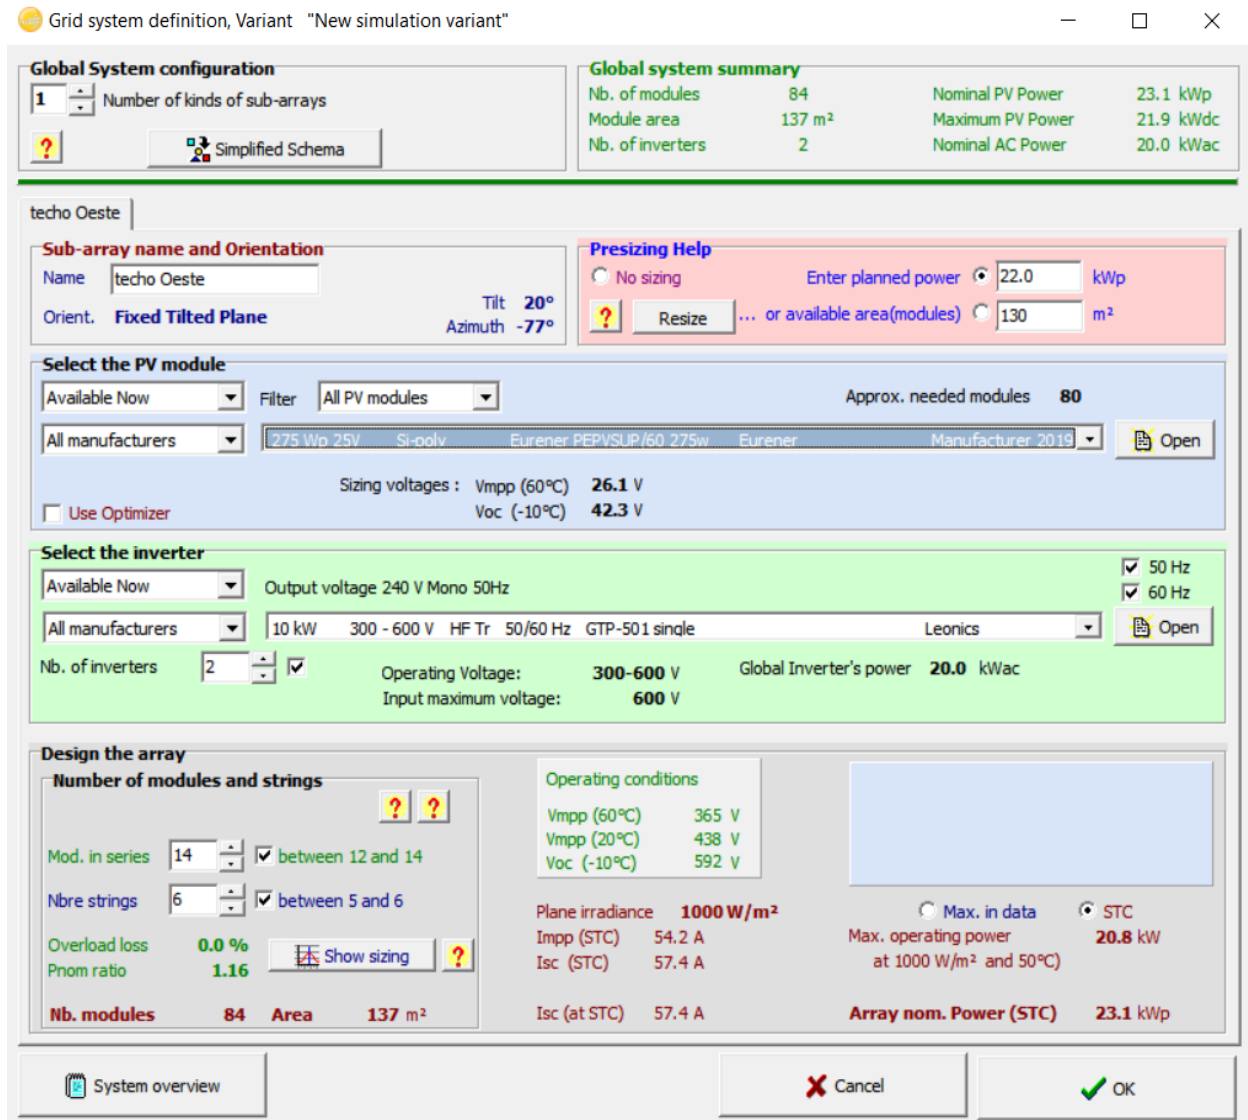 Grid system definition, Variant "New simulation variant"
Global System configuration
1 Number of kinds of sub-arrays
? Simplified Schema
Global system summary
Nb. of modules 84 Nominal PV Power 23.1 kWp
Module area 137 m² Maximum PV Power 21.9 kWdc
Nb. of inverters 2 Nominal AC Power 20.0 kWac
techo Oeste
Sub-array name and Orientation
Name techo Oeste
Orient. Fixed Tilted Plane
Tilt 20°
Azimuth -77°
Presizing Help
No sizing Enter planned power 22.0 kWp
? Resize ... or available area(modules) 130 m²
Select the PV module
Available Now Filter All PV modules Approx. needed modules 80
All manufacturers 275 Wp 25V Si-poly Eurener PEPVSUP/60 275w Eurener Manufacturer 2019 Open
Sizing voltages : Vmpp (60°C) 26.1 V
Use Optimizer Voc (-10°C) 42.3 V
Select the inverter
Available Now Output voltage 240 V Mono 50Hz
50 Hz
60 Hz
All manufacturers 10 kW 300 - 600 V HF Tr 50/60 Hz GTP-501 single Leonics Open
Nb. of inverters 2 Operating Voltage: 300-600 V Global Inverter's power 20.0 kWac
Input maximum voltage: 600 V
Design the array
Number of modules and strings
? ?
Mod. in series 14 between 12 and 14
Nbre strings 6 between 5 and 6
Overload loss 0.0 %
Pnom ratio 1.16
Show sizing ?
Nb. modules 84 Area 137 m²
Operating conditions
Vmpp (60°C) 365 V
Vmpp (20°C) 438 V
Voc (-10°C) 592 V
Plane irradiance 1000 W/m²
Impp (STC) 54.2 A
Isc (STC) 57.4 A
Isc (at STC) 57.4 A
Max. in data STC
Max. operating power 20.8 kW
at 1000 W/m² and 50°C)
Array nom. Power (STC) 23.1 kWp
System overview
Cancel
OK